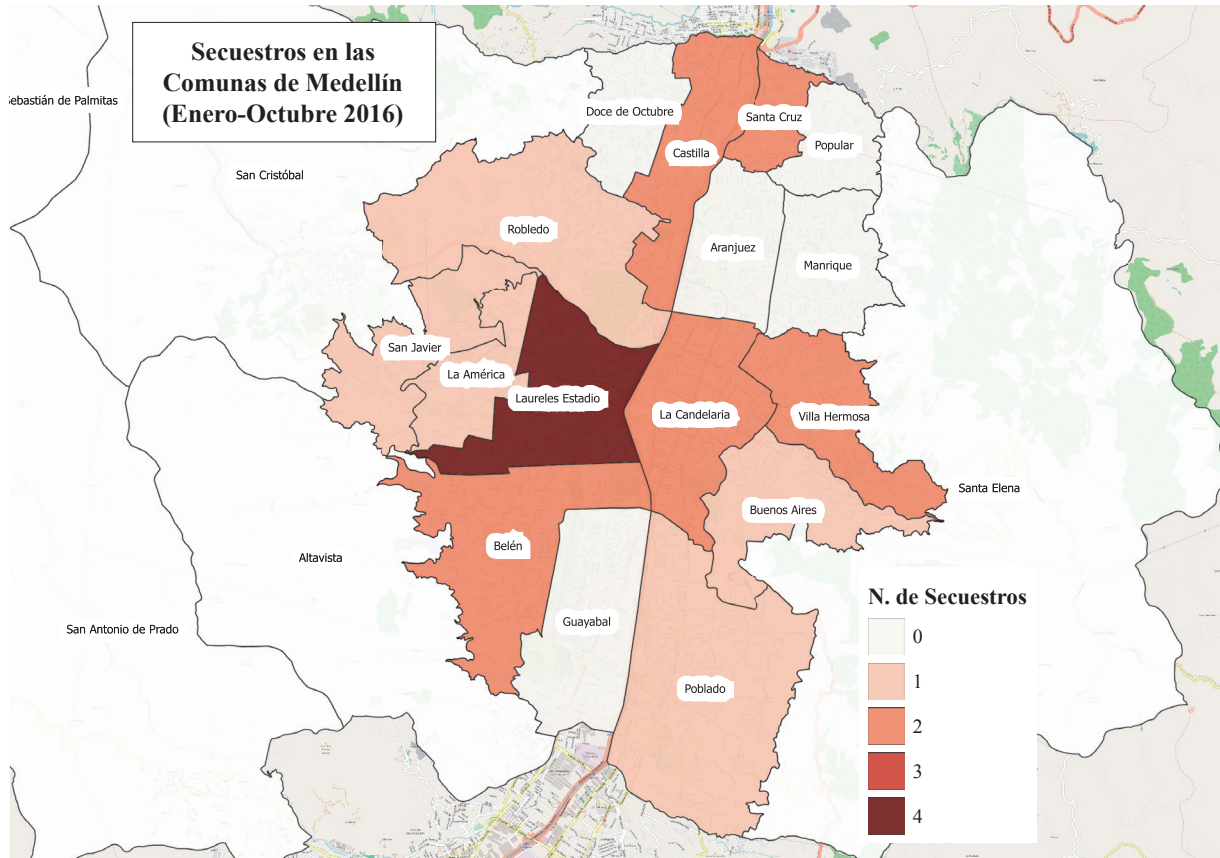 Secuestros en las
Comunas de Medellín
(Enero-Octubre 2016)
Sebastián de Palmitas
Doce de Octubre
Santa Cruz
Popular
Castilla
San Cristóbal
Robledo
Aranjuez
Manrique
San Javier
La América
Laureles Estadio
La Candelaria
Villa Hermosa
Santa Elena
Buenos Aires
Belén
Altavista
Guayabal
San Antonio de Prado
Poblado
N. de Secuestros
0
1
2
3
4